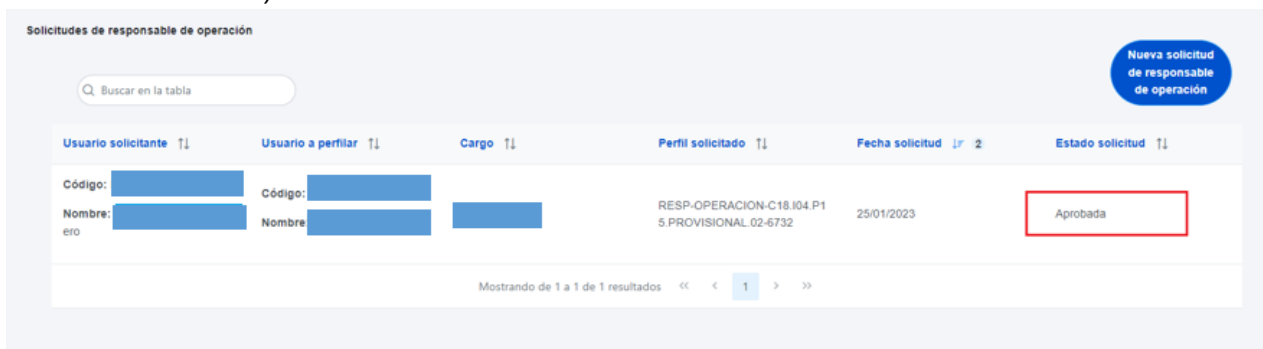 Solicitudes de responsable de operación
Nueva solicitud
de responsable
de operación
Buscar en la tabla
Usuario solicitante
Usuario a perfilar
Cargo
Perfil solicitado
Fecha solicitud
2
Estado solicitud
Código:
Nombre:
ero
Código:
Nombre
RESP-OPERACION-C18.I04.P1
5.PROVISIONAL.02-6732
25/01/2023
Aprobada
Mostrando de 1 a 1 de 1 resultados << < 1 > >>